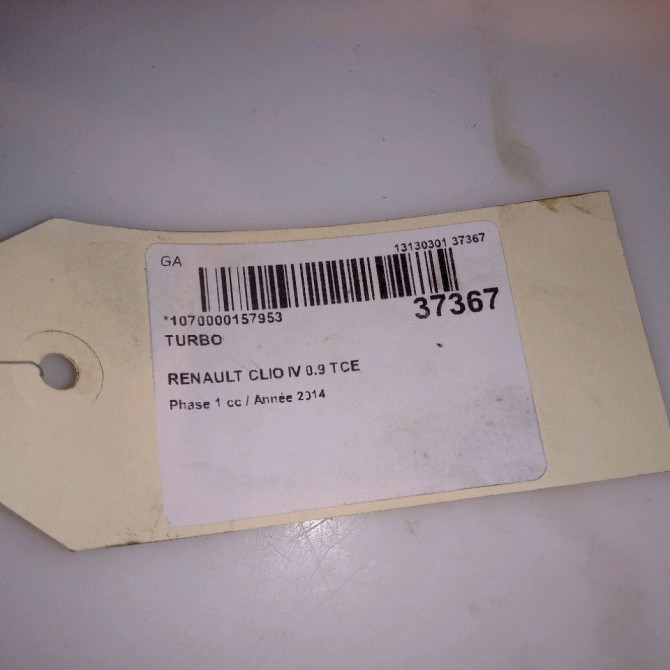 GA
13130301 37367
*1070000157953
37367
TURBO
RENAULT CLIO IV 0.9 TCE
Phase 1 cc / Année 2014